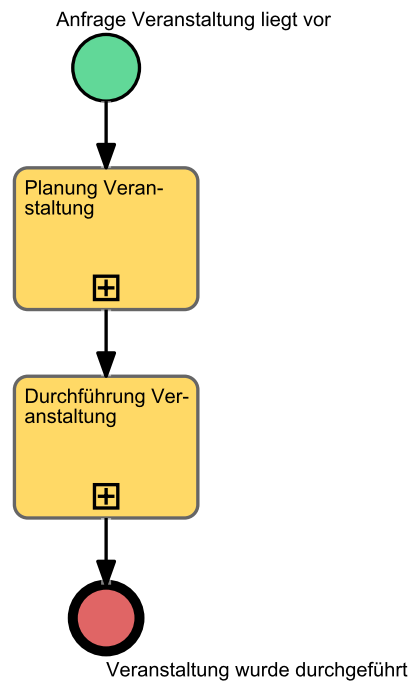 Anfrage Veranstaltung liegt vor
Planung Veran-
staltung
Durchführung Ver-
anstaltung
Veranstaltung wurde durchgeführt